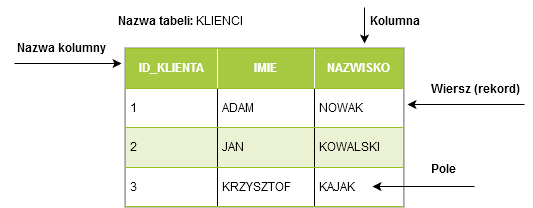 Nazwa tabeli: KLIENCI
Kolumna
Nazwa kolumny
ID_KLIENTA IMIE NAZWISKO
Wiersz (rekord)
1 ADAM NOWAK
2 JAN KOWALSKI
Pole
3 KRZYSZTOF KAJAK